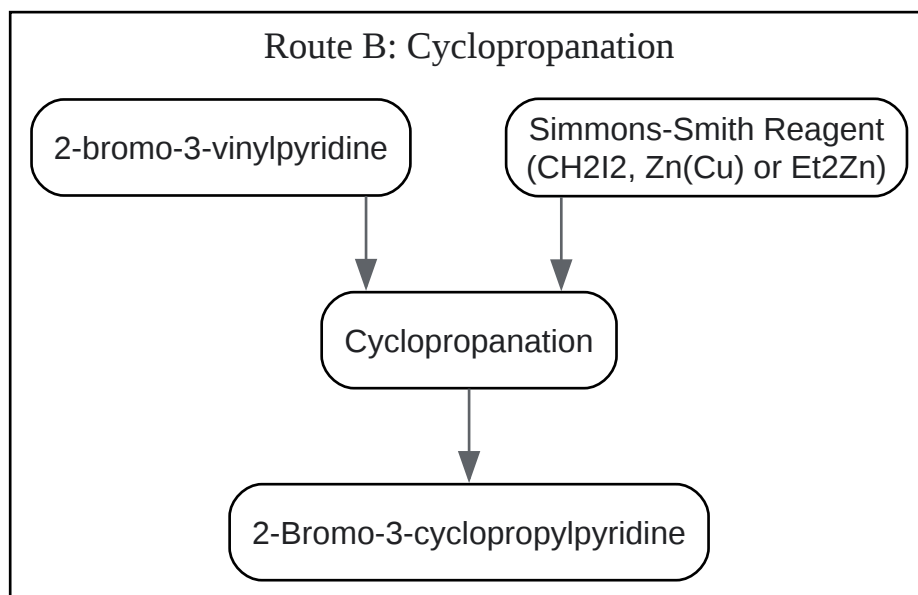 Route B: Cyclopropanation
2-bromo-3-vinylpyridine
Simmons-Smith Reagent
(CH2I2, Zn(Cu) or Et2Zn)
Cyclopropanation
2-Bromo-3-cyclopropylpyridine